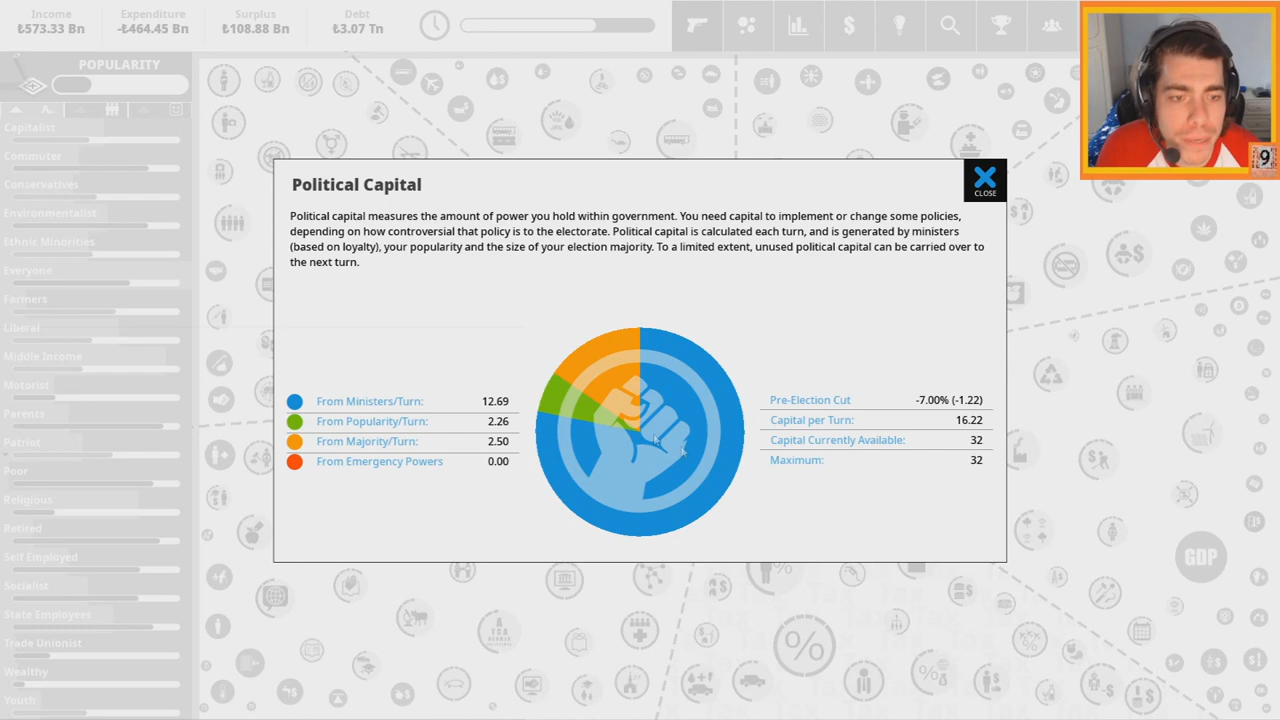 Income
Expenditure
Surplus
Debt
₺573.33 Bn
-₺464.45 Bn
₺108.88 Bn
₺3.07 Tn
POPULARITY
Capitalist
Commuter
Conservatives
Environmentalist
Ethnic Minorities
Everyone
Farmers
Liberal
Middle Income
Motorist
Parents
Patriot
Poor
Religious
Retired
Self Employed
Socialist
State Employees
Trade Unionist
Wealthy
Youth
Political Capital
CLOSE
Political capital measures the amount of power you hold within government. You need capital to implement or change some policies,
depending on how controversial that policy is to the electorate. Political capital is calculated each turn, and is generated by ministers
(based on loyalty), your popularity and the size of your election majority. To a limited extent, unused political capital can be carried over to
the next turn.
From Ministers/Turn: 12.69
From Popularity/Turn: 2.26
From Majority/Turn: 2.50
From Emergency Powers 0.00
Pre-Election Cut -7.00% (-1.22)
Capital per Turn: 16.22
Capital Currently Available: 32
Maximum: 32
GDP
9